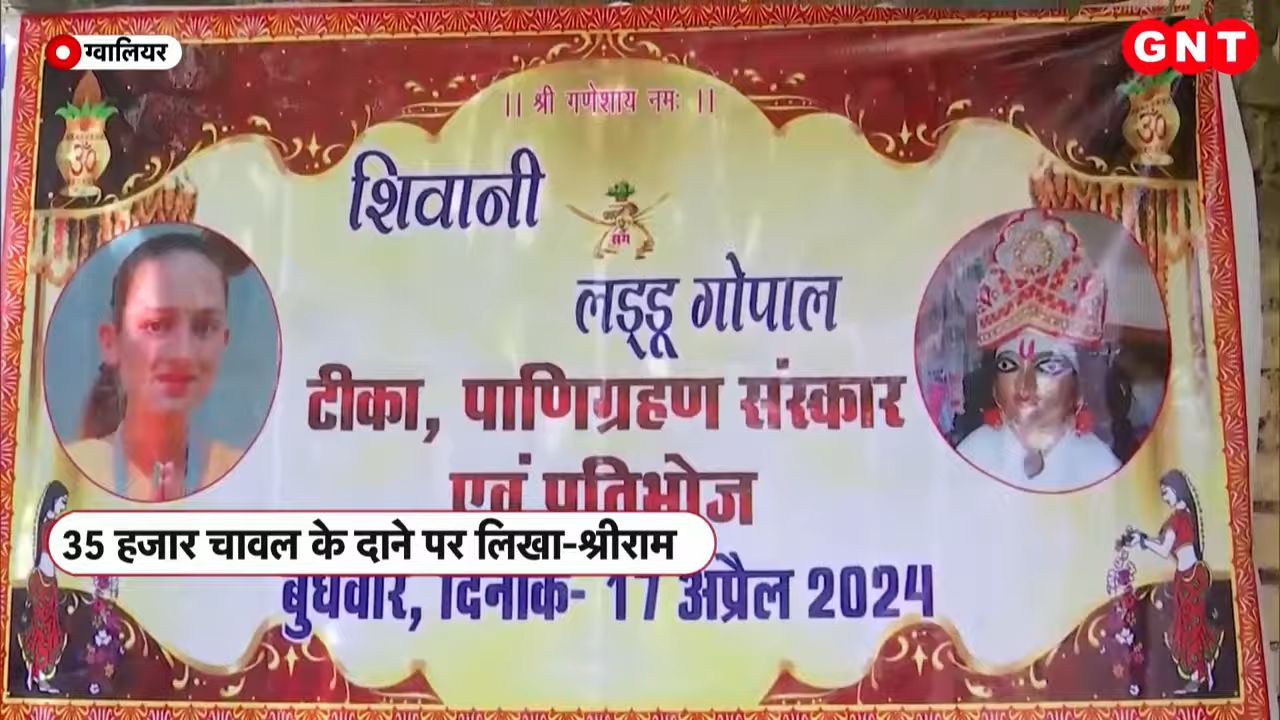 ग्वालियर
GNT
|| श्री गणेशाय नमः ||
ॐ
ॐ
शिवानी
संग
लड्डू गोपाल
टीका, पाणिग्रहण संस्कार
एवं प्रतिभोज
35 हजार चावल के दाने पर लिखा-श्रीराम
बुधवार, दिनांक- 17 अप्रैल 2024